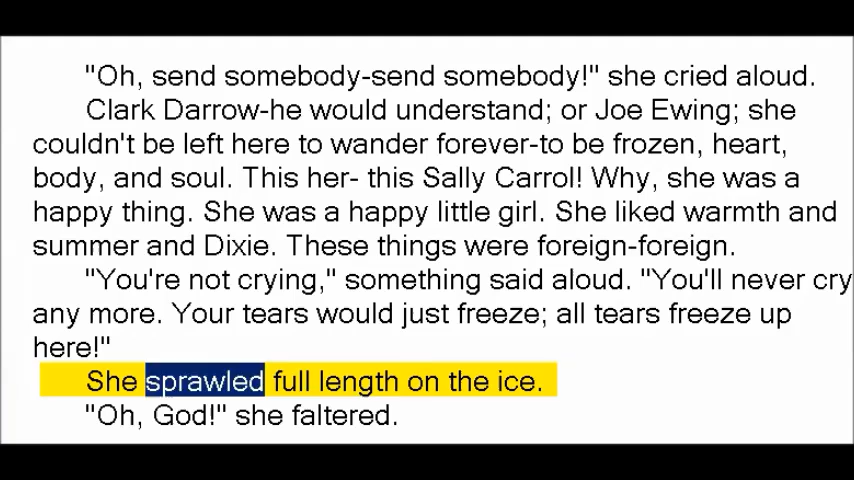 "Oh, send somebody-send somebody!" she cried aloud.
Clark Darrow-he would understand; or Joe Ewing; she
couldn't be left here to wander forever-to be frozen, heart,
body, and soul. This her- this Sally Carrol! Why, she was a
happy thing. She was a happy little girl. She liked warmth and
summer and Dixie. These things were foreign-foreign.
"You're not crying," something said aloud. "You'll never cry
any more. Your tears would just freeze; all tears freeze up
here!"
She sprawled full length on the ice.
"Oh, God!" she faltered.